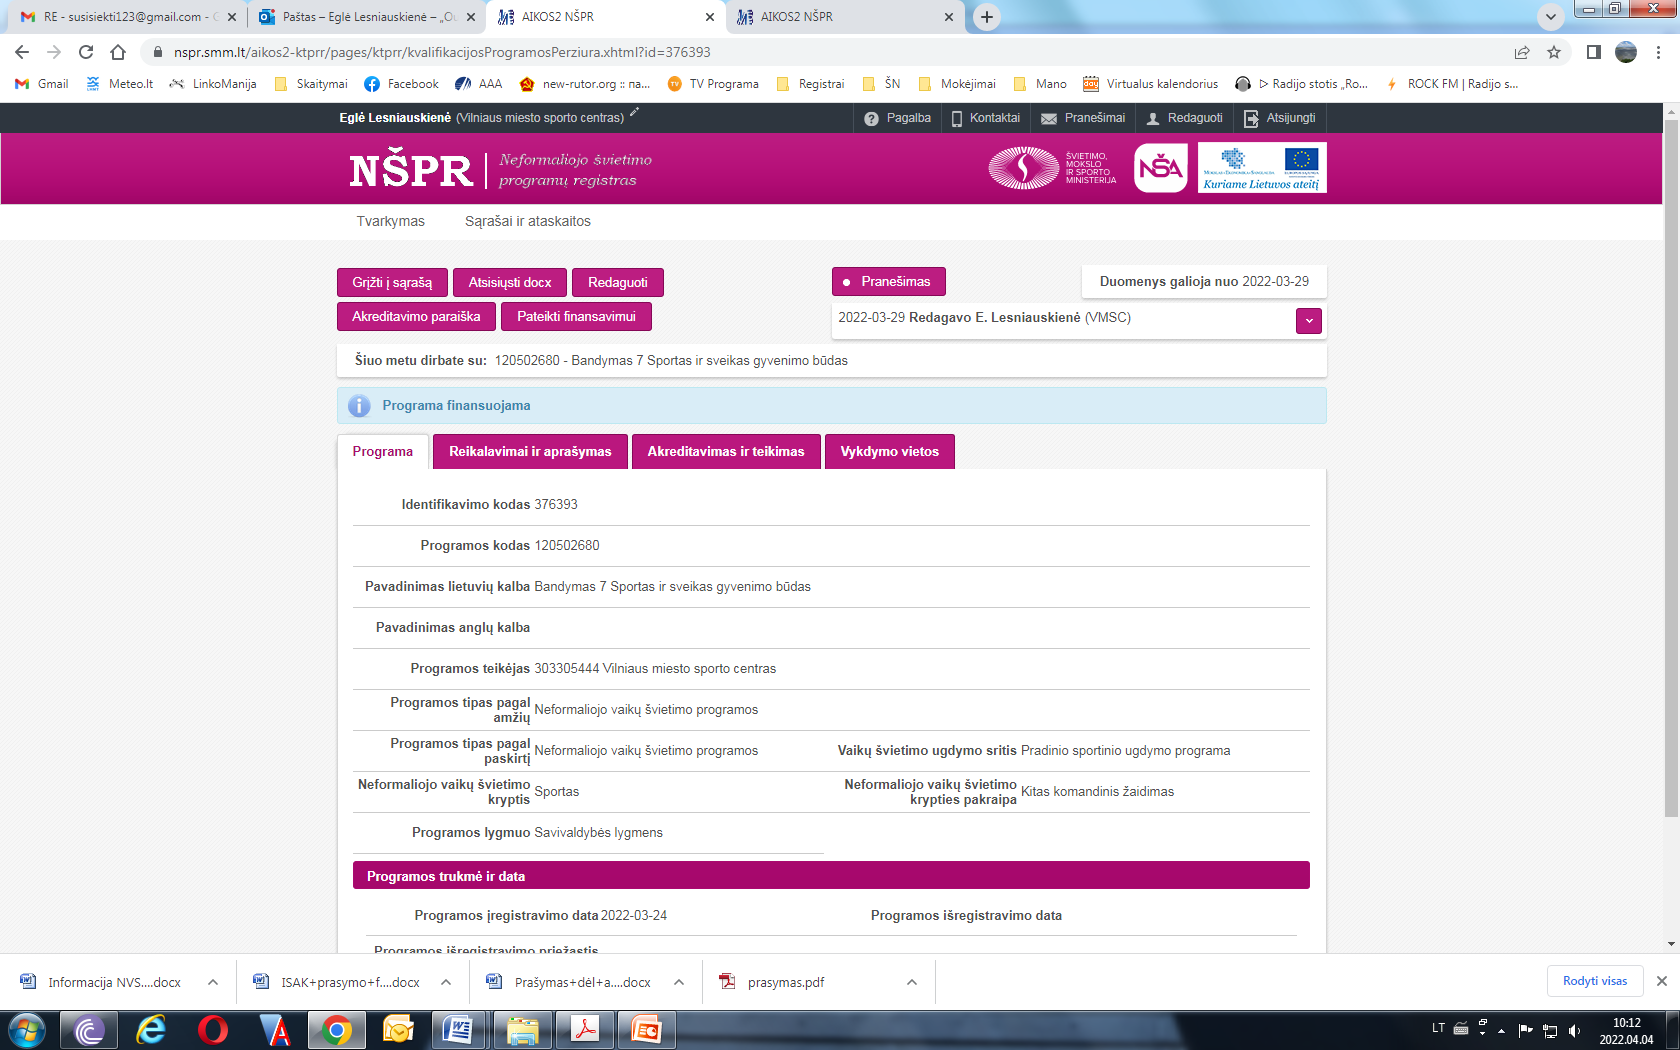 RE - susisiekti123@gmail.com - G
Paštas – Eglė Lesniauskienė – „Ou
AIKOS2 NŠPR
AIKOS2 NŠPR
nspr.smm.lt/aikos2-ktprr/pages/ktprr/kvalifikacijosProgramosPerziura.xhtml?id=376393
Gmail
Meteo.lt
LinkoManija
Skaitymai
Facebook
AAA
new-rutor.org :: па...
TV Programa
Registrai
ŠN
Mokėjimai
Mano
Virtualus kalendorius
ᐅ Radijo stotis „Ro...
ROCK FM | Radijo s...
Eglė Lesniauskienė (Vilniaus miesto sporto centras)
Pagalba
Kontaktai
Pranešimai
Redaguoti
Atsijungti
NŠPR
Neformaliojo švietimo
programų registras
ŠVIETIMO,
MOKSLO
IR SPORTO
MINISTERIJA
NŠA
Kuriame Lietuvos ateitį
Tvarkymas
Sąrašai ir ataskaitos
Grįžti į sąrašą
Atsisiųsti docx
Redaguoti
Akreditavimo paraiška
Pateikti finansavimui
Pranešimas
Duomenys galioja nuo 2022-03-29
2022-03-29 Redagavo E. Lesniauskienė (VMSC)
Šiuo metu dirbate su: 120502680 - Bandymas 7 Sportas ir sveikas gyvenimo būdas
Programa finansuojama
Programa
Reikalavimai ir aprašymas
Akreditavimas ir teikimas
Vykdymo vietos
Identifikavimo kodas 376393
Programos kodas 120502680
Pavadinimas lietuvių kalba Bandymas 7 Sportas ir sveikas gyvenimo būdas
Pavadinimas anglų kalba
Programos teikėjas 303305444 Vilniaus miesto sporto centras
Programos tipas pagal
amžių
Neformaliojo vaikų švietimo programos
Programos tipas pagal
paskirtį
Neformaliojo vaikų švietimo programos
Vaikų švietimo ugdymo sritis Pradinio sportinio ugdymo programa
Neformaliojo vaikų švietimo
kryptis
Sportas
Neformaliojo vaikų švietimo
krypties pakraipa
Kitas komandinis žaidimas
Programos lygmuo Savivaldybės lygmens
Programos trukmė ir data
Programos įregistravimo data 2022-03-24
Programos išregistravimo data
Programos išregistravimo priežastis
Informacija NVS....docx
ISAK+prasymo+f....docx
Prašymas+dėl+a....docx
prasymas.pdf
Rodyti visas
LT
10:12
2022.04.04